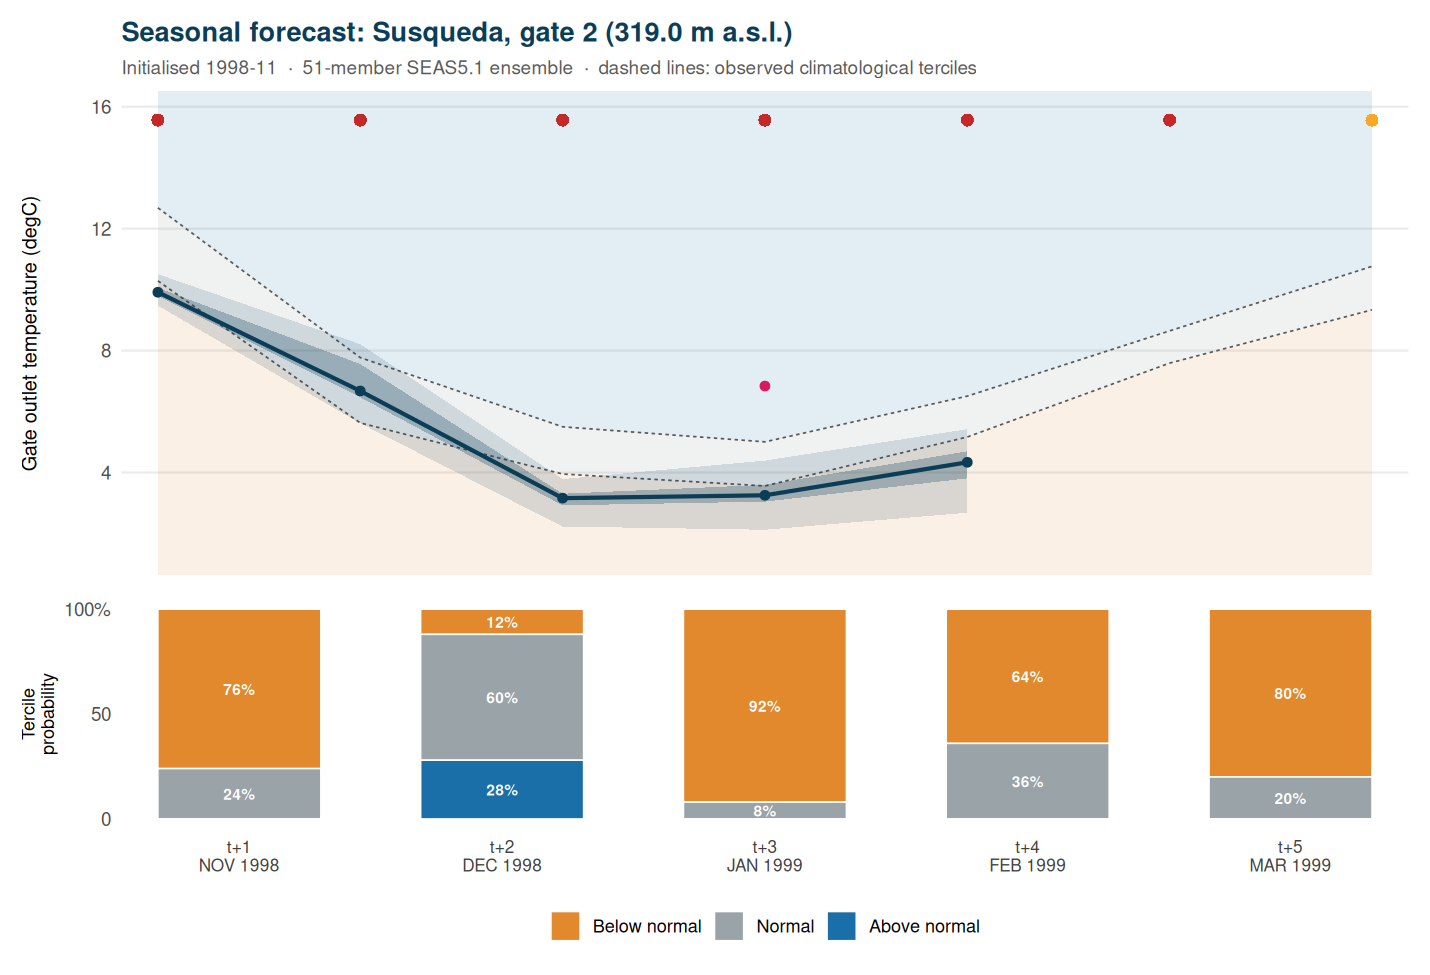 Seasonal forecast: Susqueda, gate 2 (319.0 m a.s.l.)
Initialised 1998-11 · 51-member SEAS5.1 ensemble · dashed lines: observed climatological terciles
Gate outlet temperature (degC)
16
12
8
4
Tercile
probability
100%
50
0
76%
24%
12%
60%
28%
92%
8%
64%
36%
80%
20%
t+1
NOV 1998
t+2
DEC 1998
t+3
JAN 1999
t+4
FEB 1999
t+5
MAR 1999
Below normal
Normal
Above normal